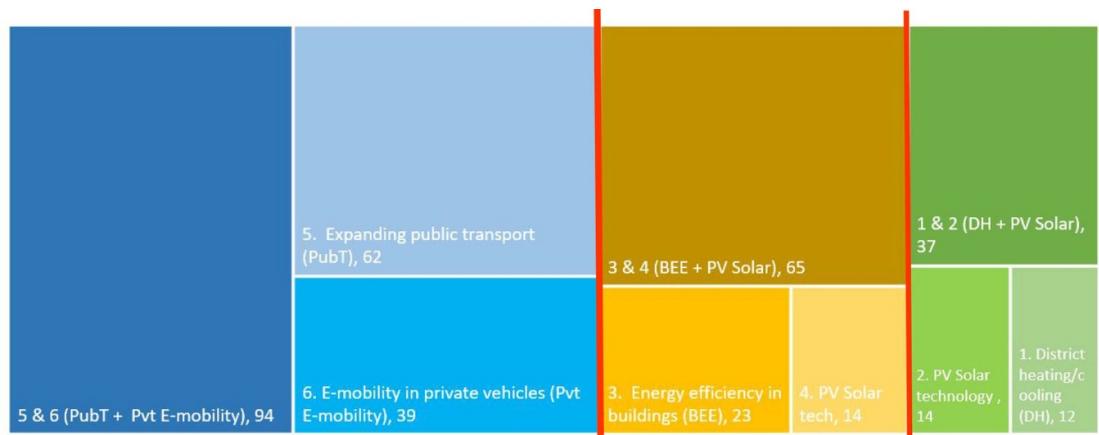 5 & 6 (PubT + Pvt E-mobility), 94
5. Expanding public transport
(PubT), 62
6. E-mobility in private vehicles (Pvt
E-mobility), 39
3 & 4 (BEE + PV Solar), 65
3. Energy efficiency in
buildings (BEE), 23
4. PV Solar
tech, 14
1 & 2 (DH + PV Solar),
37
2. PV Solar
technology ,
14
1. District
heating/c
ooling
(DH), 12